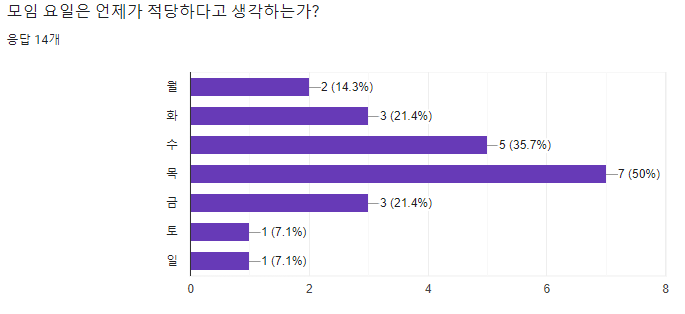 모임 요일은 언제가 적당하다고 생각하는가?
응답 14개
월 2 (14.3%)
화 3 (21.4%)
수 5 (35.7%)
목 7 (50%)
금 3 (21.4%)
토 1 (7.1%)
일 1 (7.1%)
0 2 4 6 8